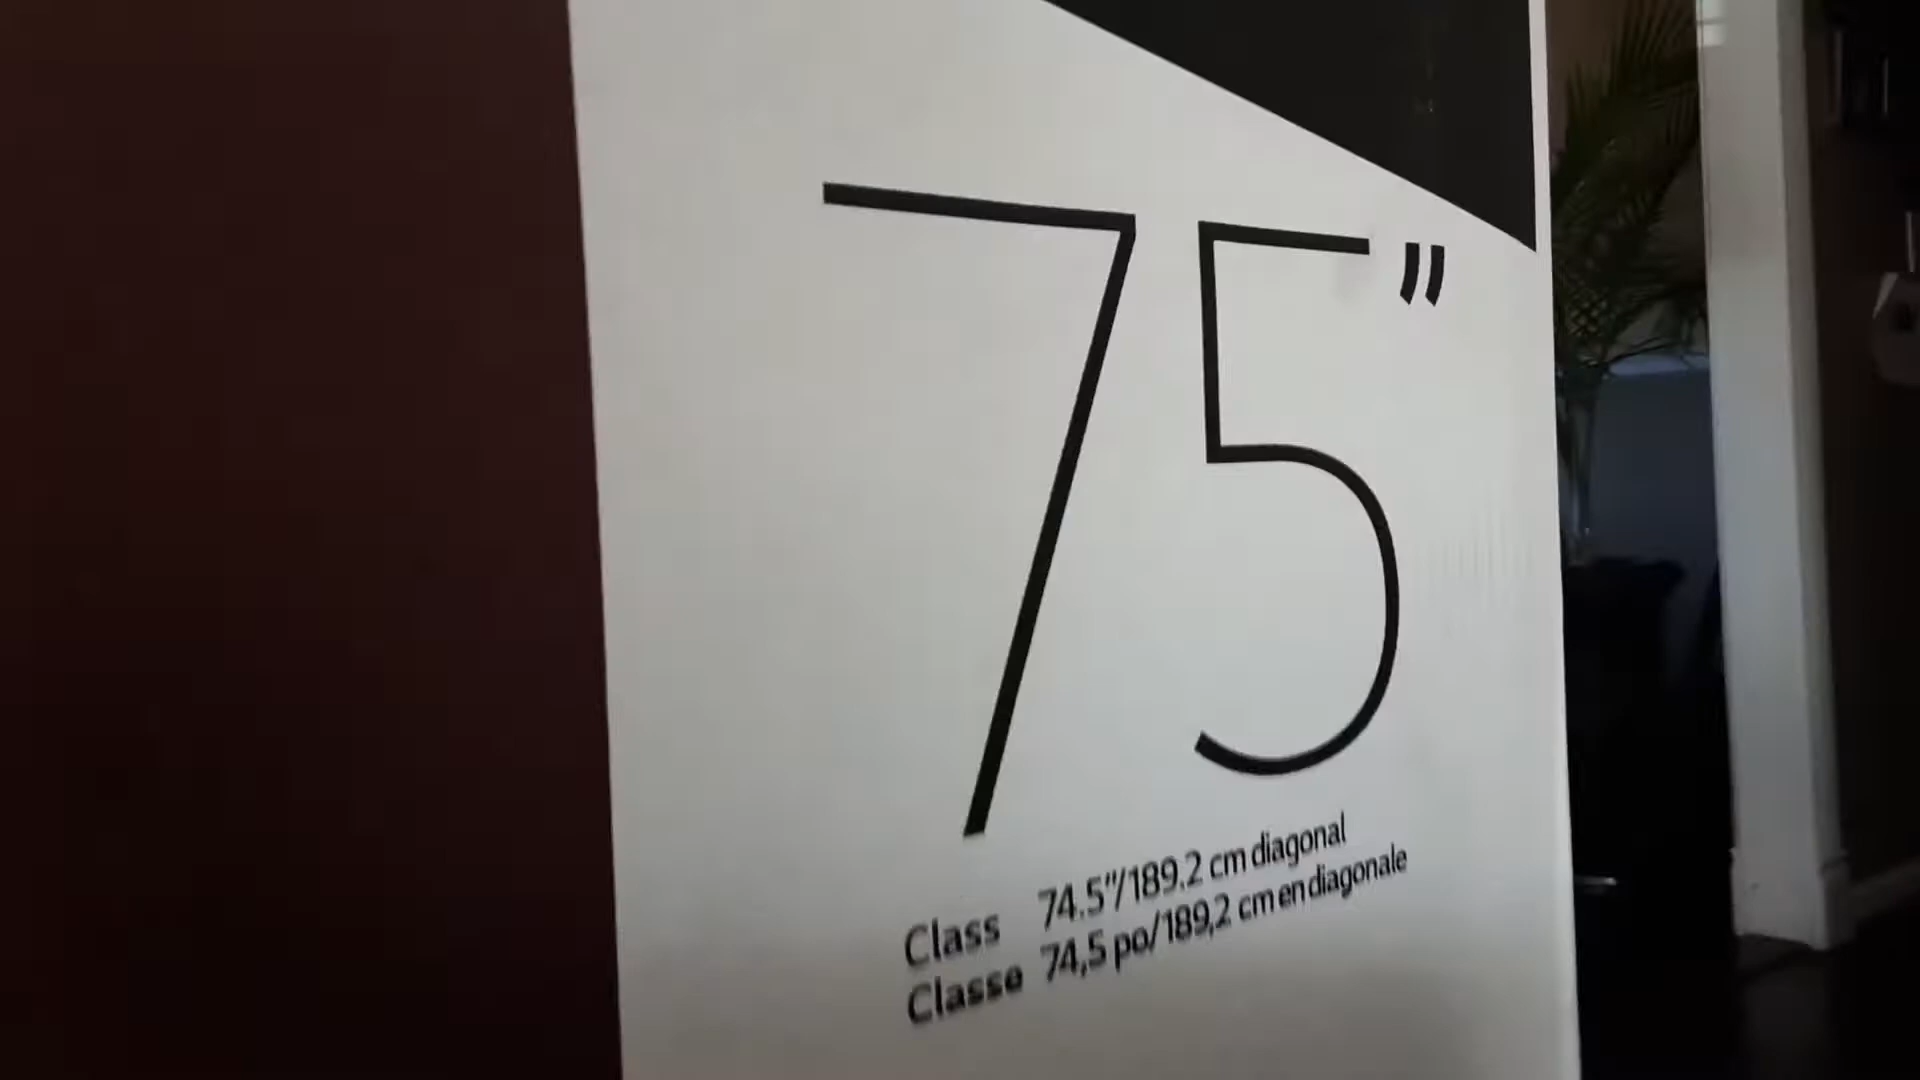 75”
Class 74.5”/189.2 cm diagonal
Classe 74,5 po/189,2 cm en diagonale